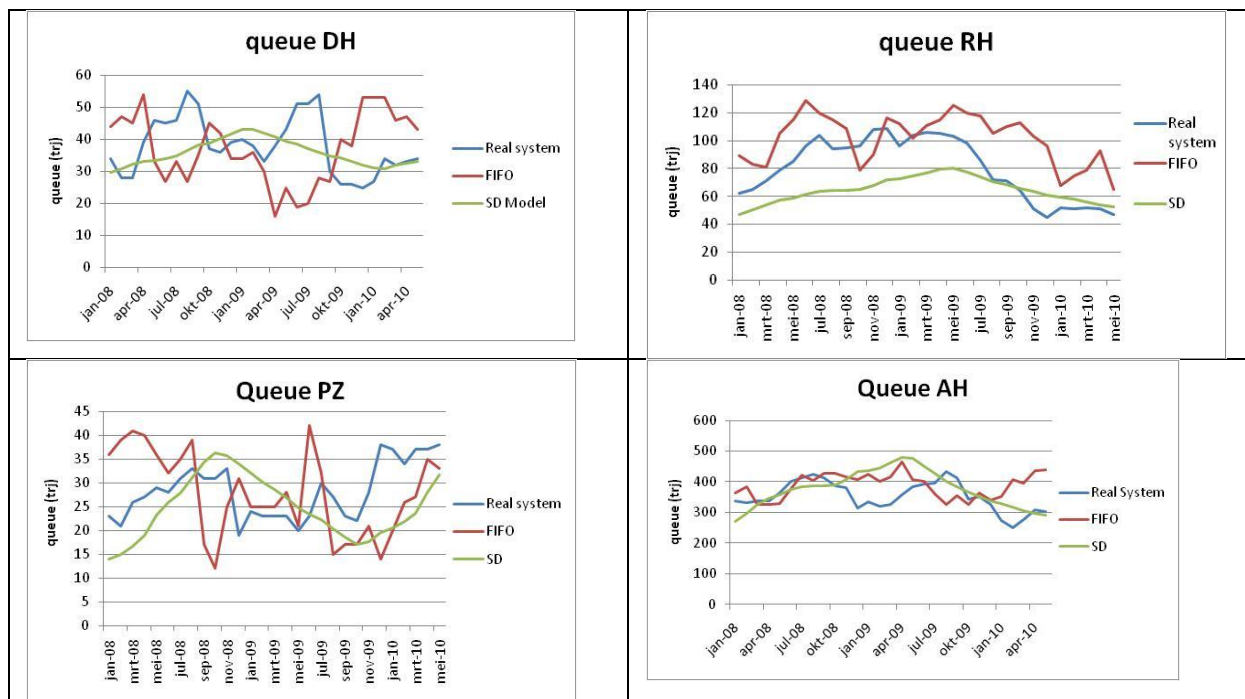 queue DH
60
50
40
30
20
10
0
queue (trj)
jan-08
apr-08
jul-08
okt-08
jan-09
apr-09
jul-09
okt-09
jan-10
apr-10
Real system
FIFO
SD Model
queue RH
140
120
100
80
60
40
20
0
queue (trj)
jan-08
mrt-08
mei-08
jul-08
sep-08
nov-08
jan-09
mrt-09
mei-09
jul-09
sep-09
nov-09
jan-10
mrt-10
mei-10
Real
system
FIFO
SD
Queue PZ
45
40
35
30
25
20
15
10
5
0
queue (trj)
jan-08
mrt-08
mei-08
jul-08
sep-08
nov-08
jan-09
mrt-09
mei-09
jul-09
sep-09
nov-09
jan-10
mrt-10
mei-10
Real system
FIFO
SD
Queue AH
600
500
400
300
200
100
0
queue (trj)
jan-08
apr-08
jul-08
okt-08
jan-09
apr-09
jul-09
okt-09
jan-10
apr-10
Real System
FIFO
SD